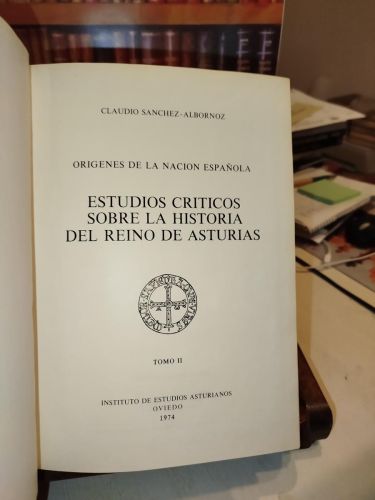 CLAUDIO SANCHEZ-ALBORNOZ
ORIGENES DE LA NACION ESPAÑOLA
ESTUDIOS CRITICOS
SOBRE LA HISTORIA
DEL REINO DE ASTURIAS
TOMO II
INSTITUTO DE ESTUDIOS ASTURIANOS
OVIEDO
1974